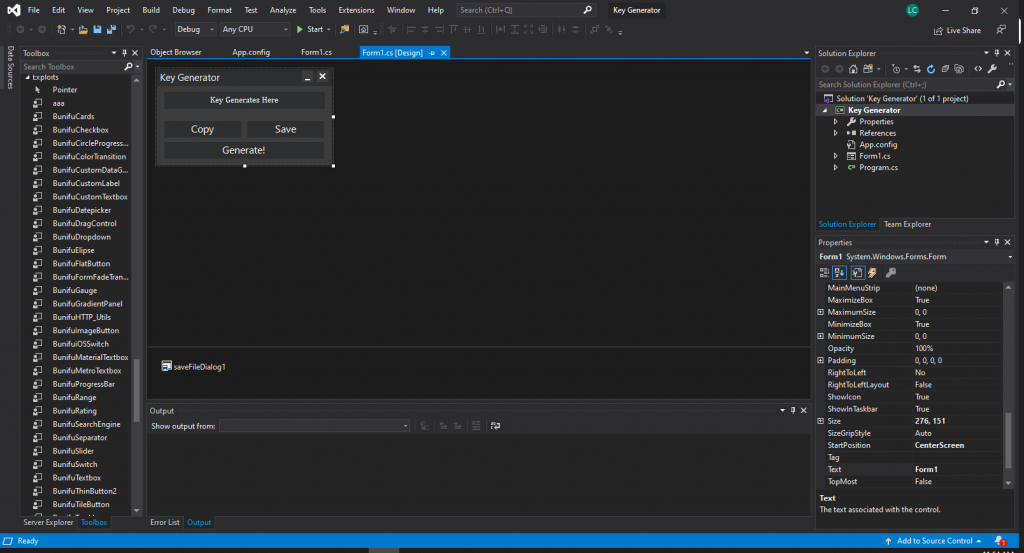 File Edit View Project Build Debug Format Test Analyze Tools Extensions Window Help Search (Ctrl+Q) Key Generator LC
Debug Any CPU Start Live Share
Data Sources
Toolbox
Search Toolbox
Exploits
Pointer
aaa
BunifuCards
BunifuCheckbox
BunifuCircleProgress...
BunifuColorTransition
BunifuCustomDataG...
BunifuCustomLabel
BunifuCustomTextbox
BunifuDatepicker
BunifuDragControl
BunifuDropdown
BunifuElipse
BunifuFlatButton
BunifuFormFadeTran...
BunifuGauge
BunifuGradientPanel
BunifuHTTP_Utils
BunifuImageButton
BunifuiOSSwitch
BunifuMaterialTextbox
BunifuMetroTextbox
BunifuProgressBar
BunifuRange
BunifuRating
BunifuSearchEngine
BunifuSeparator
BunifuSlider
BunifuSwitch
BunifuTextbox
BunifuThinButton2
BunifuTileButton
Server Explorer Toolbox
Object Browser App.config Form1.cs Form1.cs [Design]
Key Generator
Key Generates Here
Copy Save
Generate!
saveFileDialog1
Output
Show output from:
Error List Output
Solution Explorer
Search Solution Explorer (Ctrl+;)
Solution 'Key Generator' (1 of 1 project)
Key Generator
Properties
References
App.config
Form1.cs
Program.cs
Solution Explorer Team Explorer
Properties
Form1 System.Windows.Forms.Form
MainMenuStrip (none)
MaximizeBox True
MaximumSize 0, 0
MinimizeBox True
MinimumSize 0, 0
Opacity 100%
Padding 0, 0, 0, 0
RightToLeft No
RightToLeftLayout False
ShowIcon True
ShowInTaskbar True
Size 276, 151
SizeGripStyle Auto
StartPosition CenterScreen
Tag
Text Form1
TopMost False
Text
The text associated with the control.
Ready Add to Source Control 1